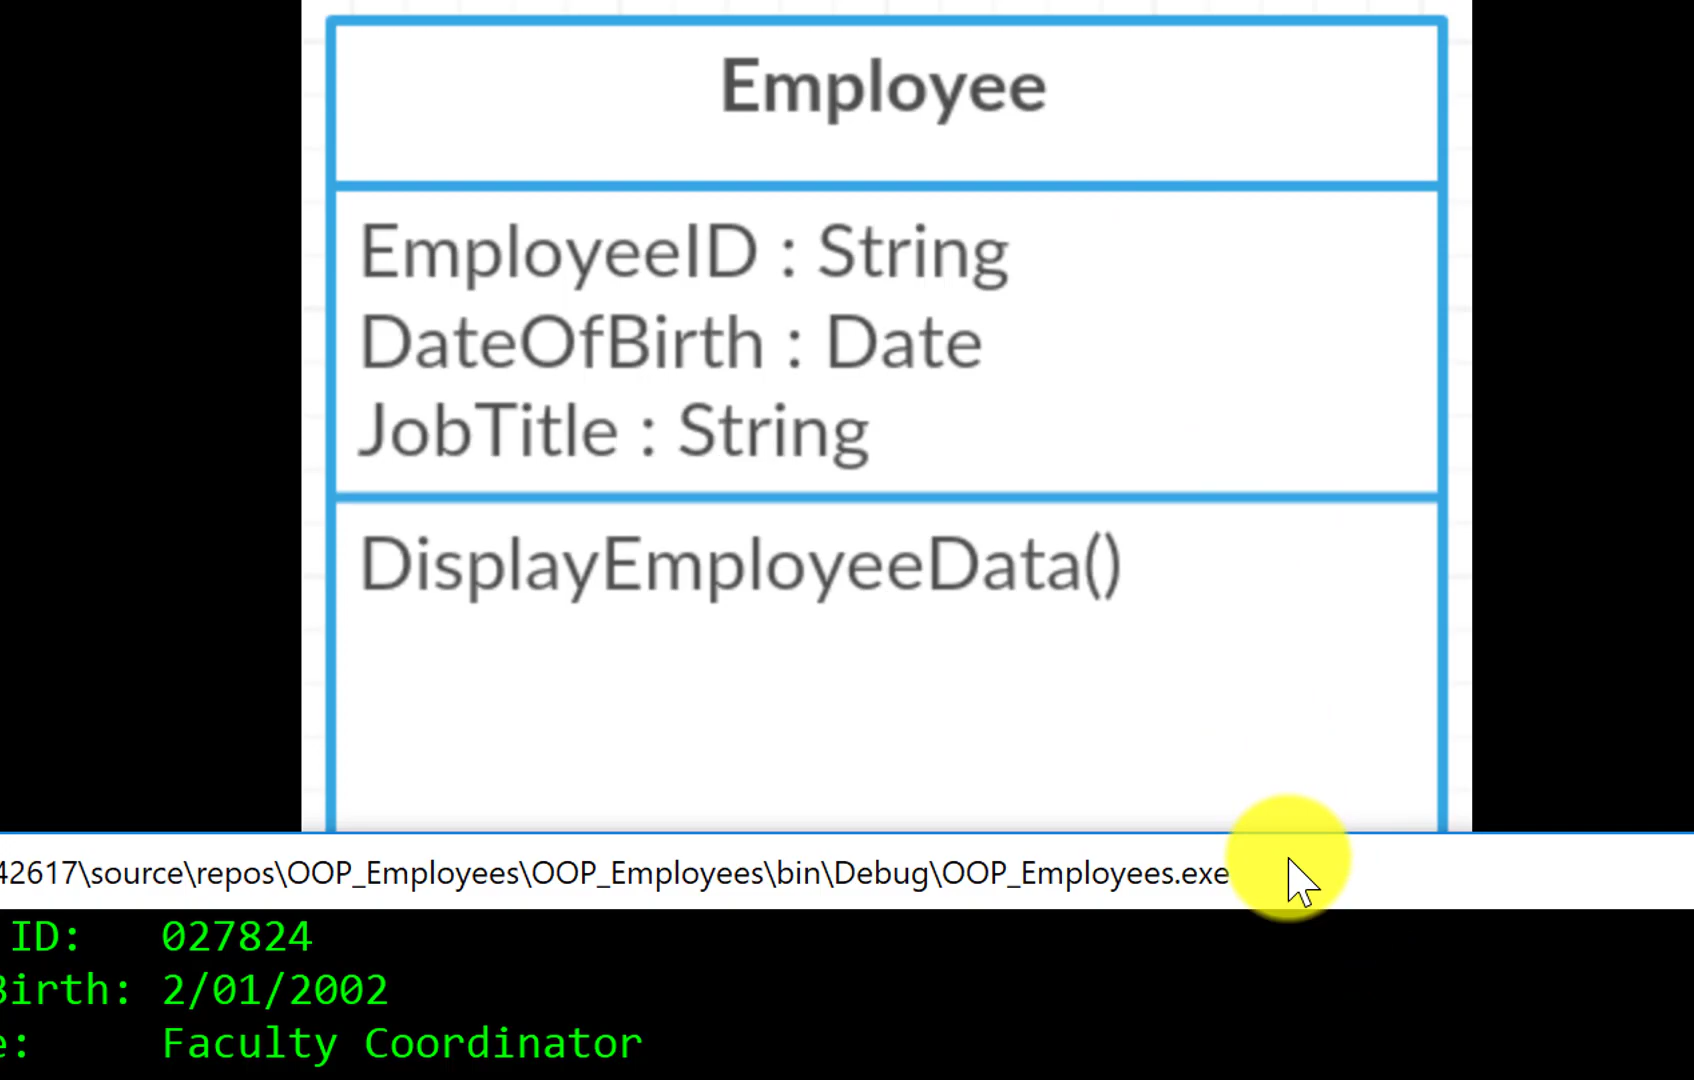 Employee
EmployeeID : String
DateOfBirth : Date
JobTitle : String
DisplayEmployeeData()
42617\source\repos\OOP_Employees\OOP_Employees\bin\Debug\OOP_Employees.exe
ID: 027824
Birth: 2/01/2002
e: Faculty Coordinator